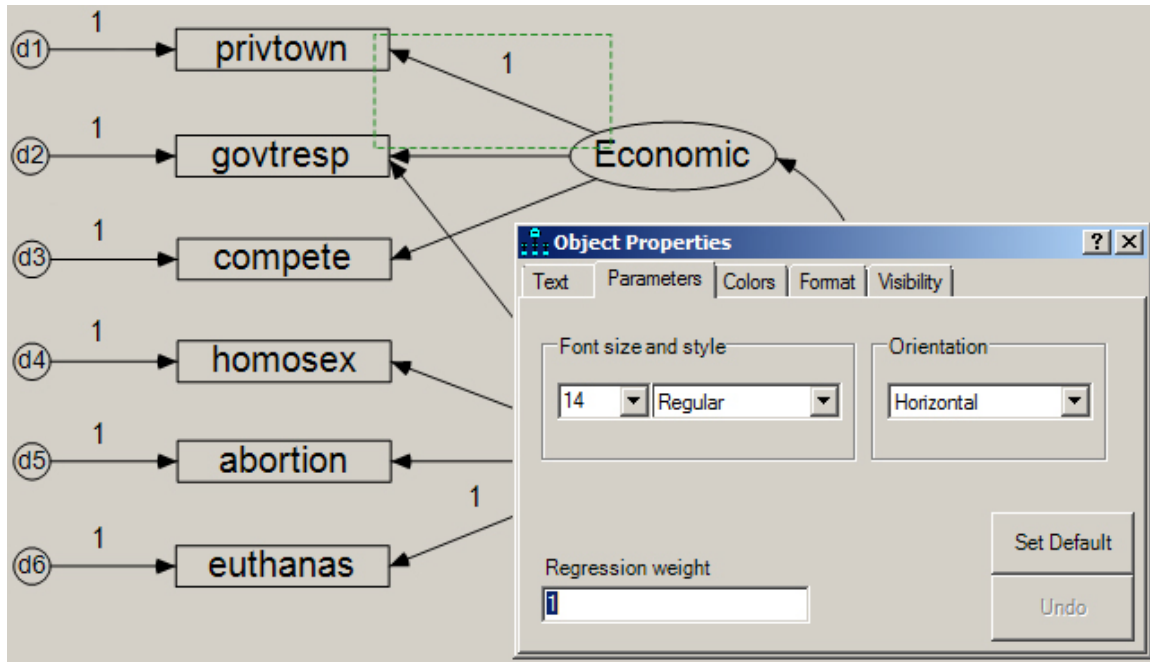 1
d1
privtown
1
1
d2
govtresp
Economic
1
d3
compete
Object Properties
? X
Text Parameters Colors Format Visibility
1
d4
homosex
Font size and style
Orientation
14 Regular
Horizontal
1
d5
abortion
1
1
d6
euthanas
Set Default
Regression weight
1
Undo